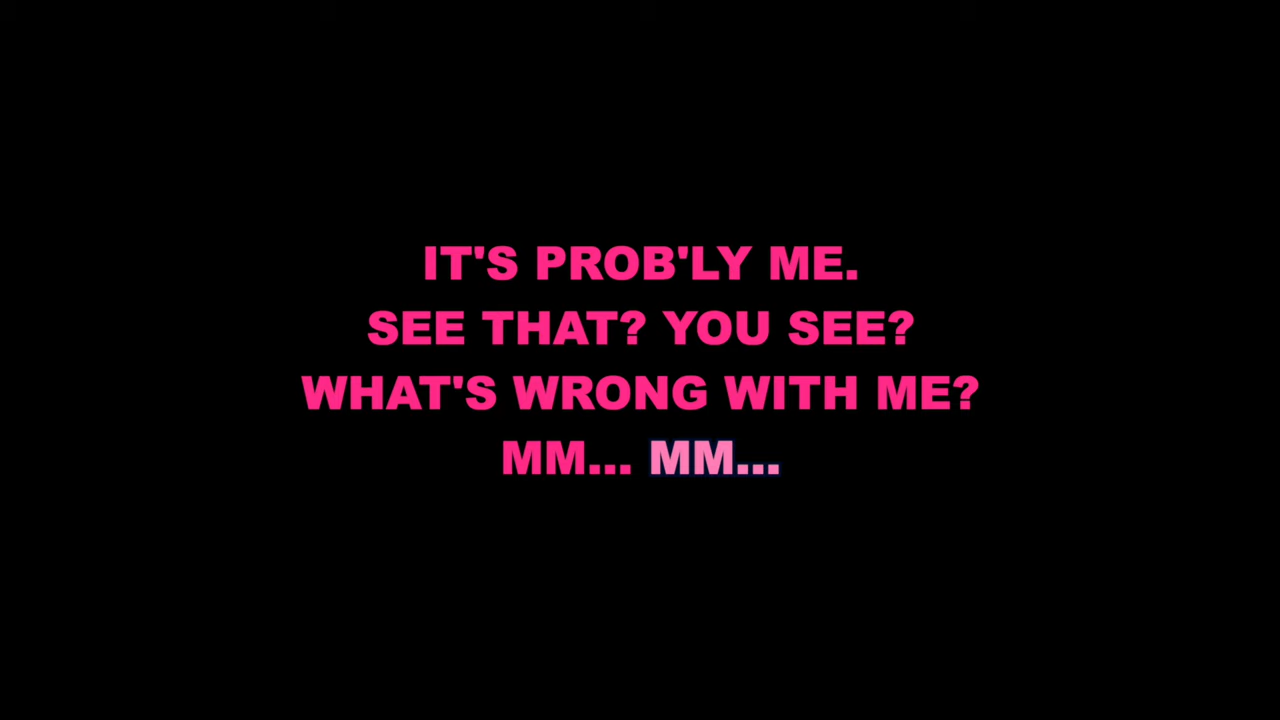 IT'S PROB'LY ME.
SEE THAT? YOU SEE?
WHAT'S WRONG WITH ME?
MM... MM...